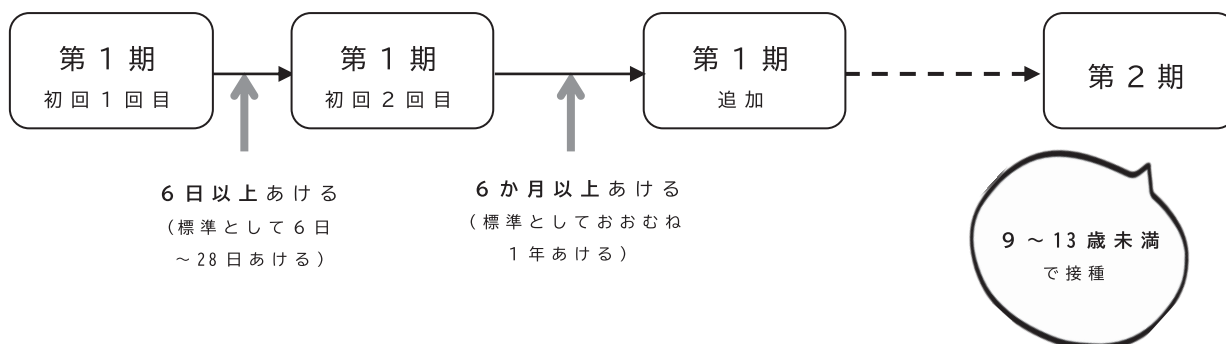 第1期
初回1回目
第1期
初回2回目
第1期
追加
第2期
6日以上あける
（標準として6日
～28日あける）
6か月以上あける
（標準としておおむね
1年あける）
9～13歳未満
で接種